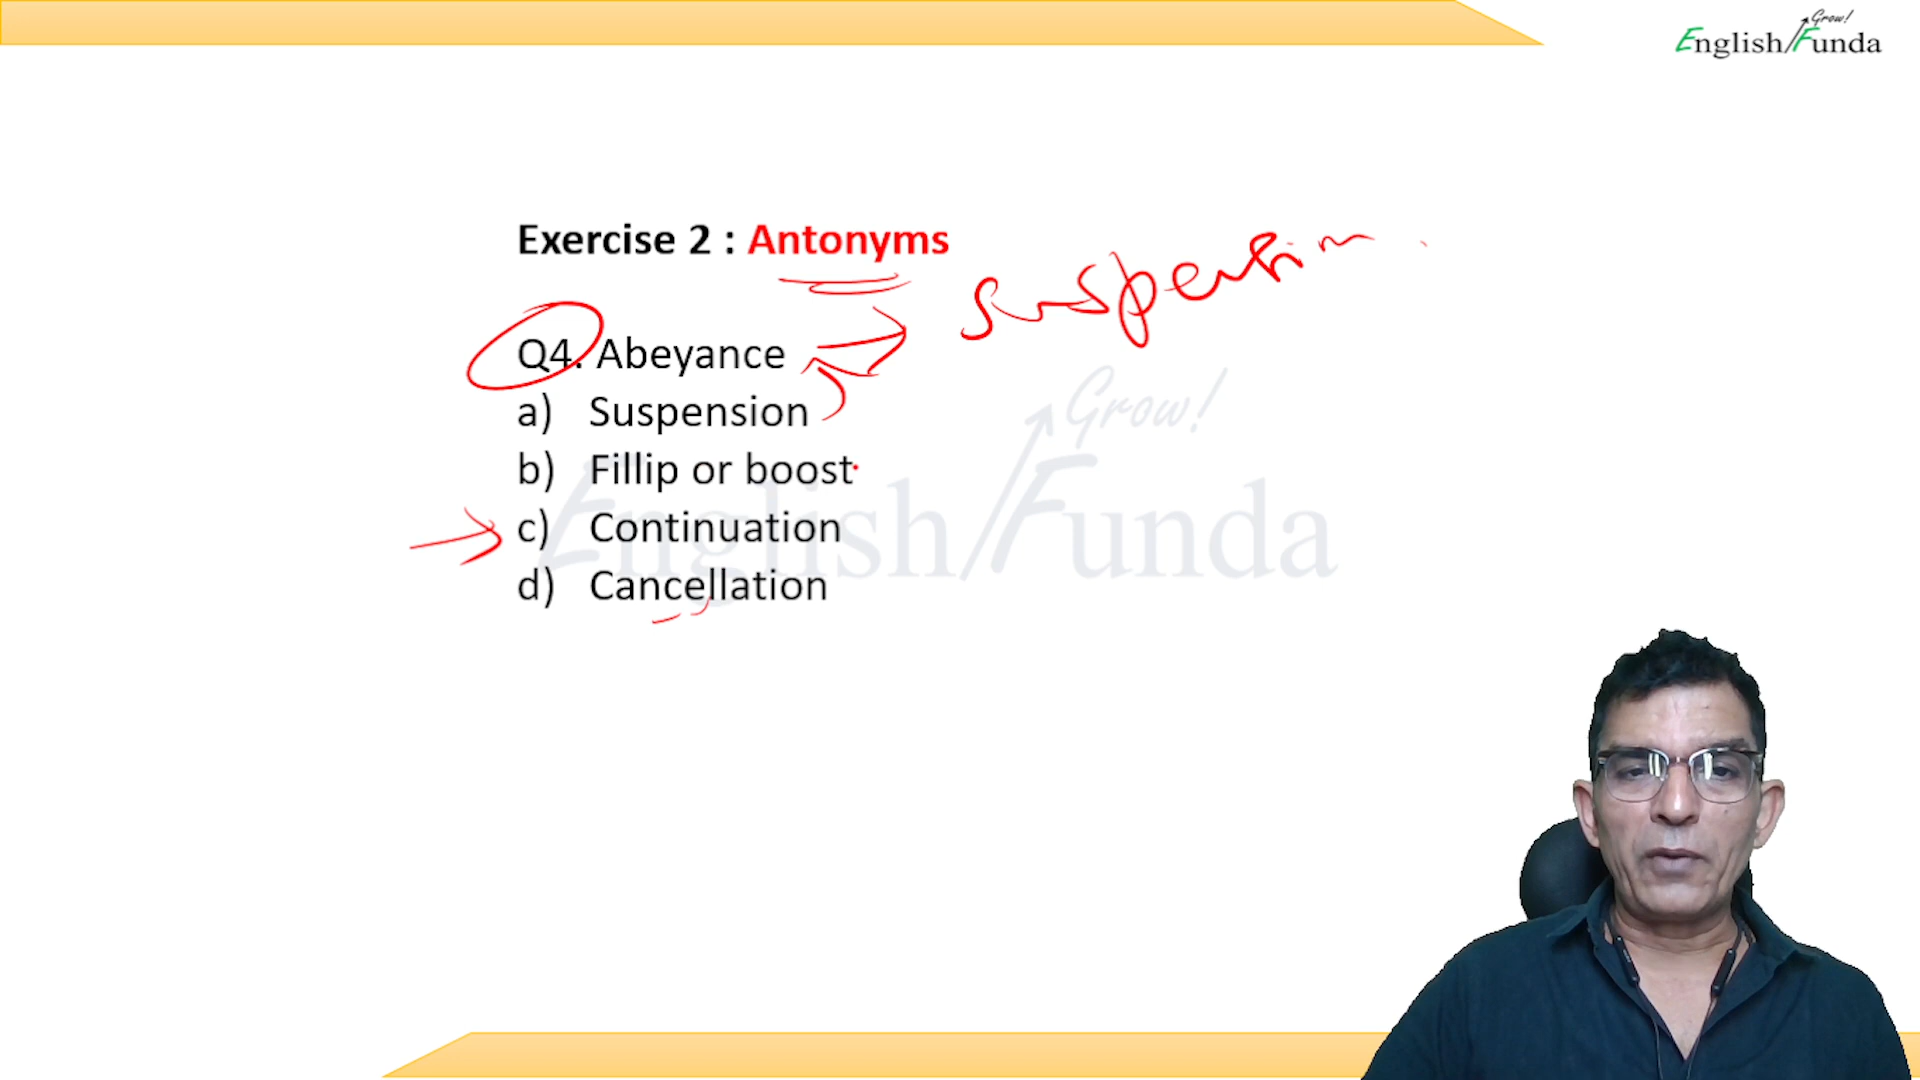 Grow!
English Funda
Exercise 2 : Antonyms
suspension
Q4. Abeyance
a) Suspension
b) Fillip or boost
c) Continuation
d) Cancellation
Grow!
English Funda